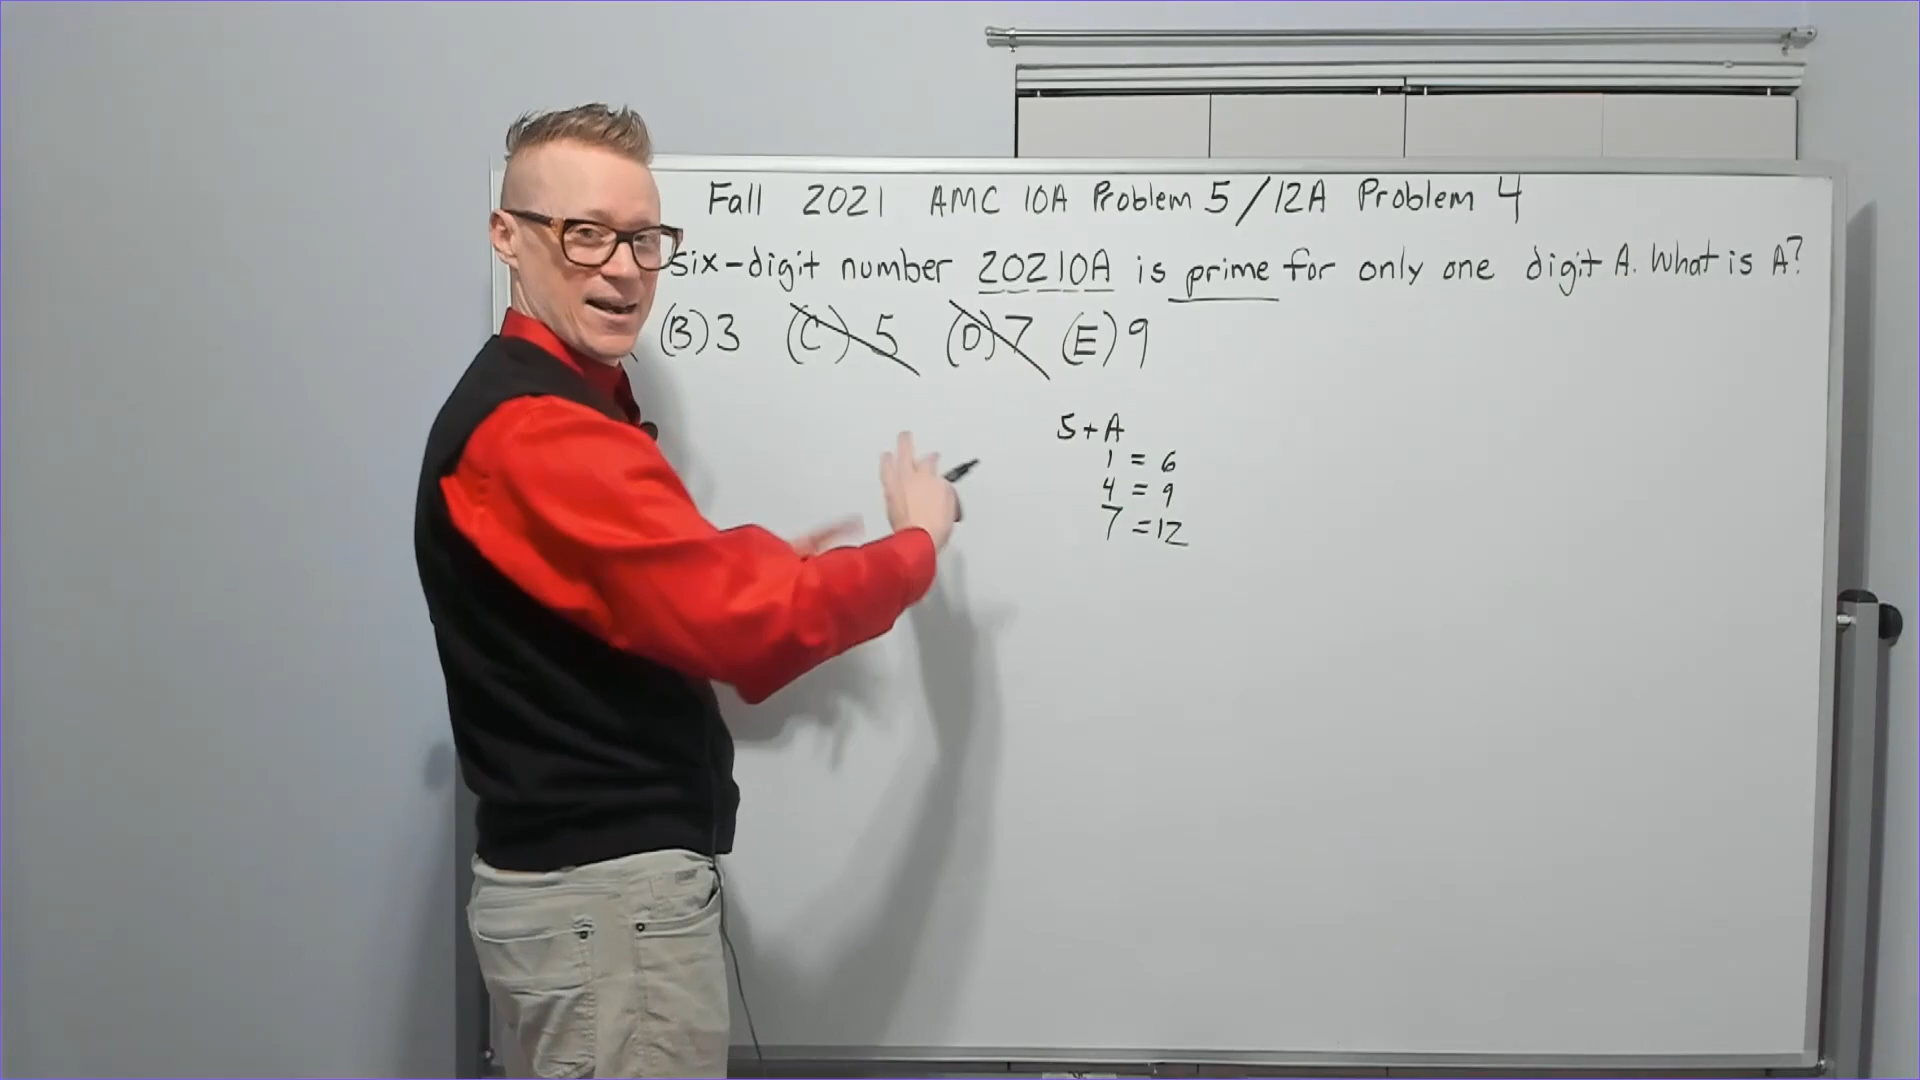 Fall 2021 AMC 10A Problem 5/12A Problem 4
six-digit number 20210A is prime for only one digit A. What is A?
(B) 3 (C) 5 (D) 7 (E) 9
5+A
1 = 6
4 = 9
7 = 12